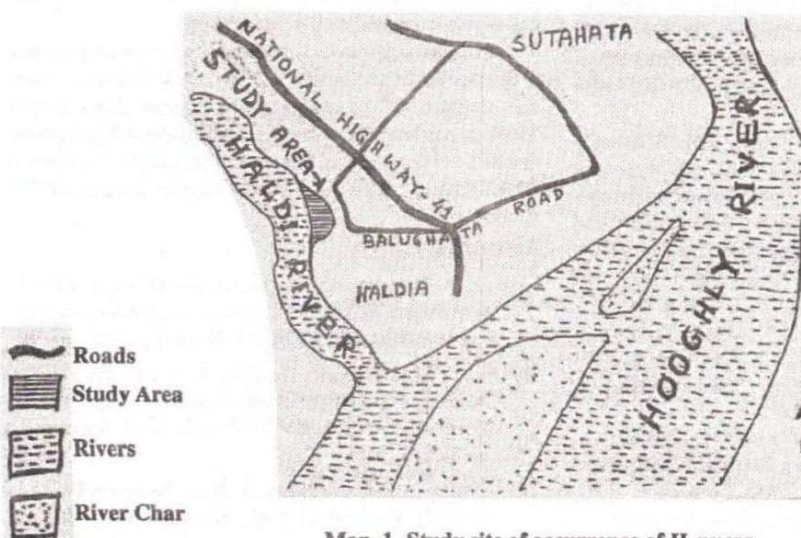 SUTAHATA
NATIONAL HIGHWAY-41
STUDY AREA
HALDI RIVER
BALUGHATA ROAD
HALDIA
HOOGHLY RIVER
Roads
Study Area
Rivers
River Char
Map. 1. Study site of occurrence of H.